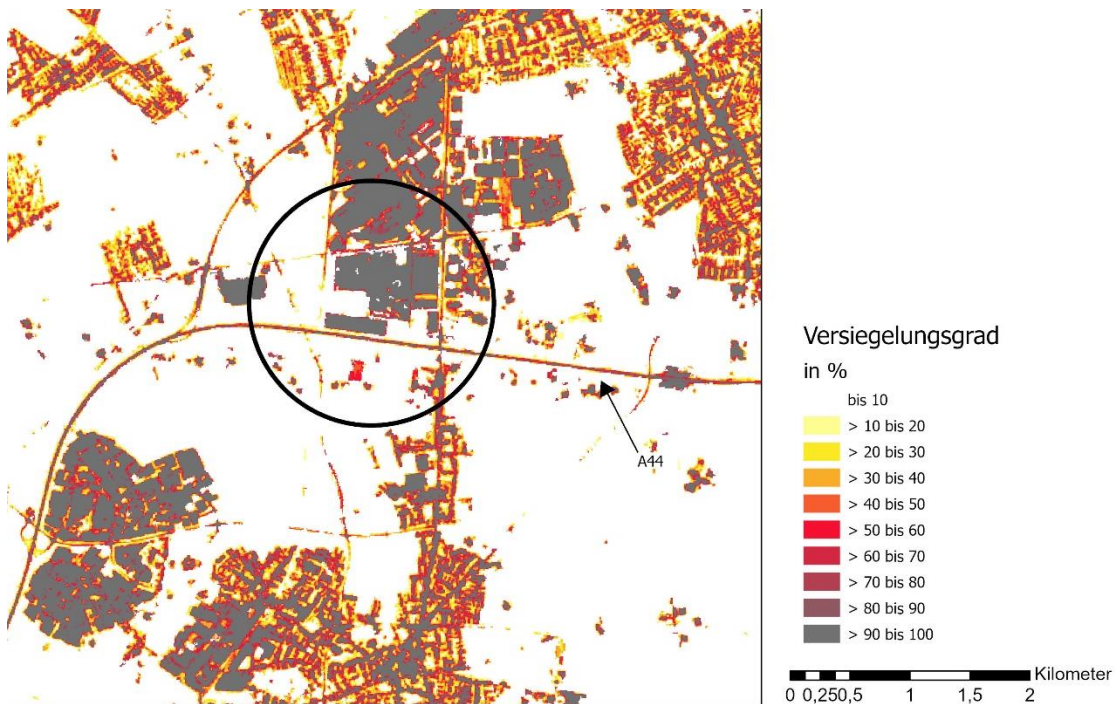 A44
Versiegelungsgrad
in %
bis 10
> 10 bis 20
> 20 bis 30
> 30 bis 40
> 40 bis 50
> 50 bis 60
> 60 bis 70
> 70 bis 80
> 80 bis 90
> 90 bis 100
Kilometer
0 0,250,5 1 1,5 2